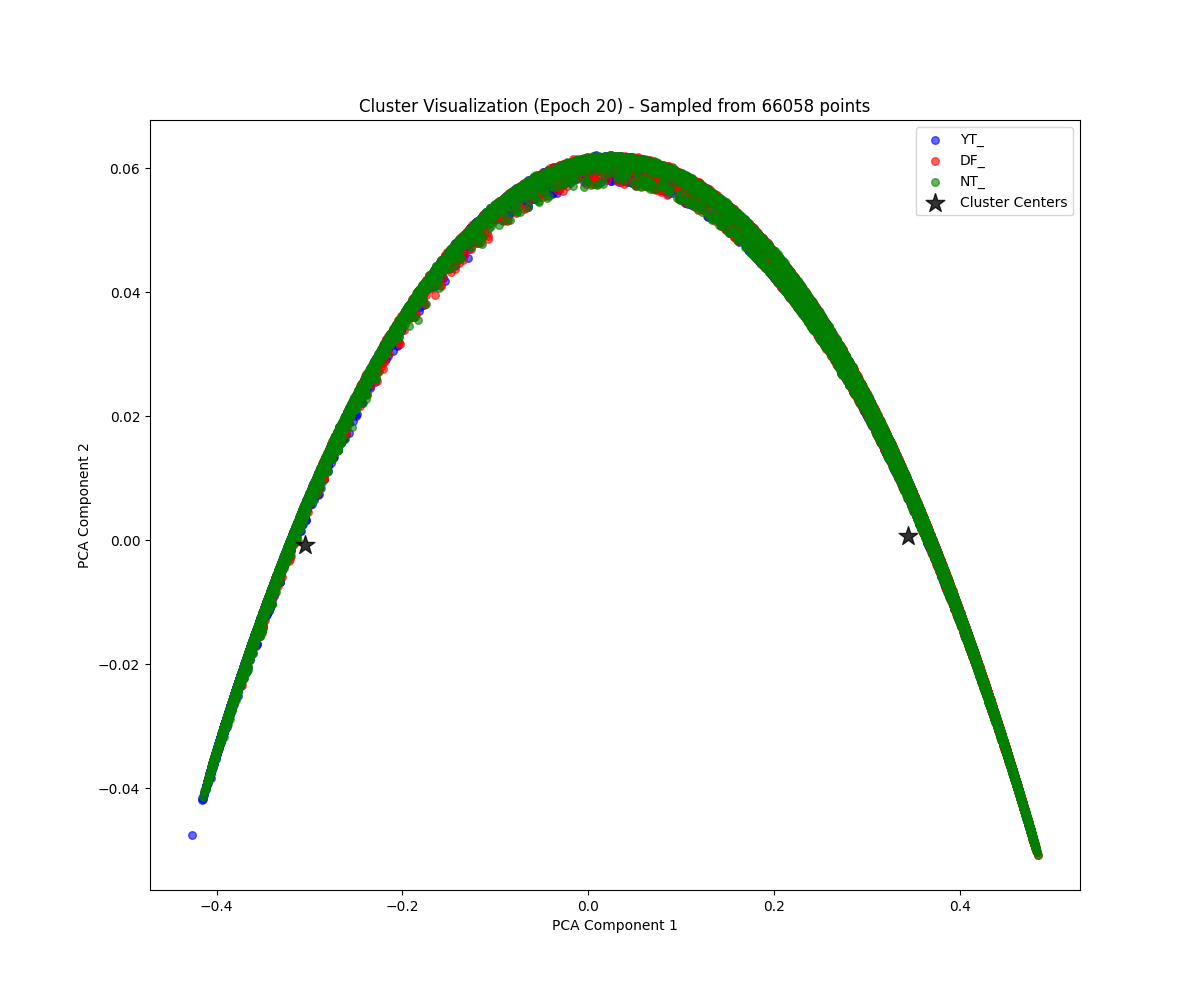 Cluster Visualization (Epoch 20) - Sampled from 66058 points
YT_
DF_
NT_
Cluster Centers
0.06
0.04
0.02
0.00
−0.02
−0.04
PCA Component 2
−0.4
−0.2
0.0
0.2
0.4
PCA Component 1